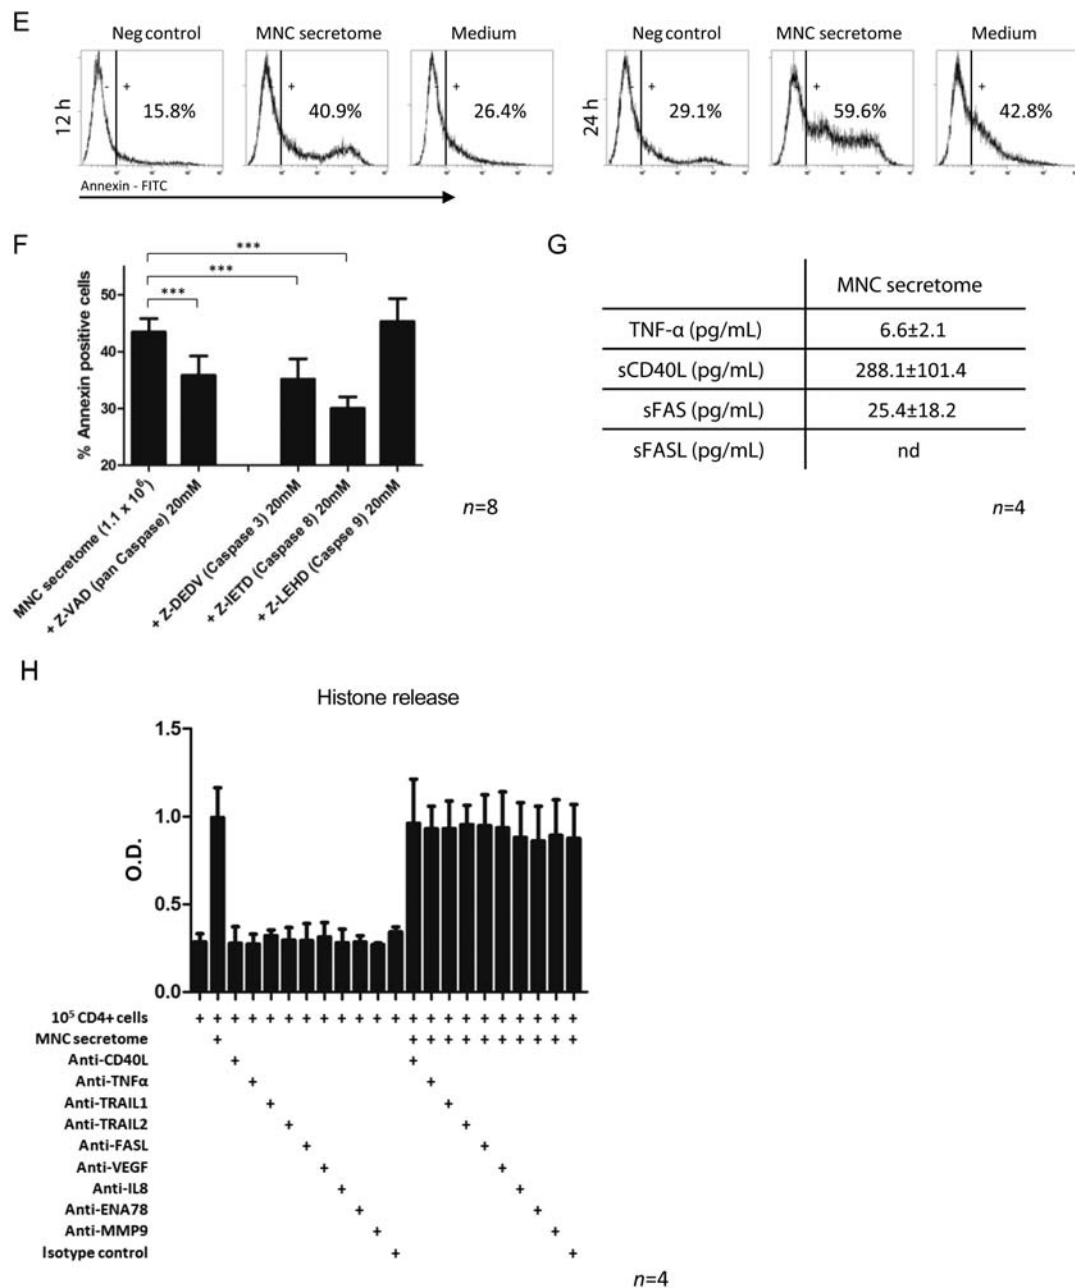 E
Neg control MNC secretome Medium Neg control MNC secretome Medium
12 h - + 15.8% + 40.9% + 26.4% 24 h - + 29.1% + 59.6% + 42.8%
Annexin - FITC
F
*** 
***
***
% Annexin positive cells
50
40
30
20
MNC secretome (1.1 x 10⁶)
+ Z-VAD (pan Caspase) 20mM
+ Z-DEDV (Caspase 3) 20mM
+ Z-IETD (Caspase 8) 20mM
+ Z-LEHD (Caspse 9) 20mM
n=8
G
MNC secretome
TNF-α (pg/mL) 6.6±2.1
sCD40L (pg/mL) 288.1±101.4
sFAS (pg/mL) 25.4±18.2
sFASL (pg/mL) nd
n=4
H
Histone release
O.D.
1.5
1.0
0.5
0.0
10⁵ CD4+ cells + + + + + + + + + + + + + + + + + + + + + +
MNC secretome + + + + + + + + + + +
Anti-CD40L + +
Anti-TNFα + +
Anti-TRAIL1 + +
Anti-TRAIL2 + +
Anti-FASL + +
Anti-VEGF + +
Anti-IL8 + +
Anti-ENA78 + +
Anti-MMP9 + +
Isotype control + +
n=4